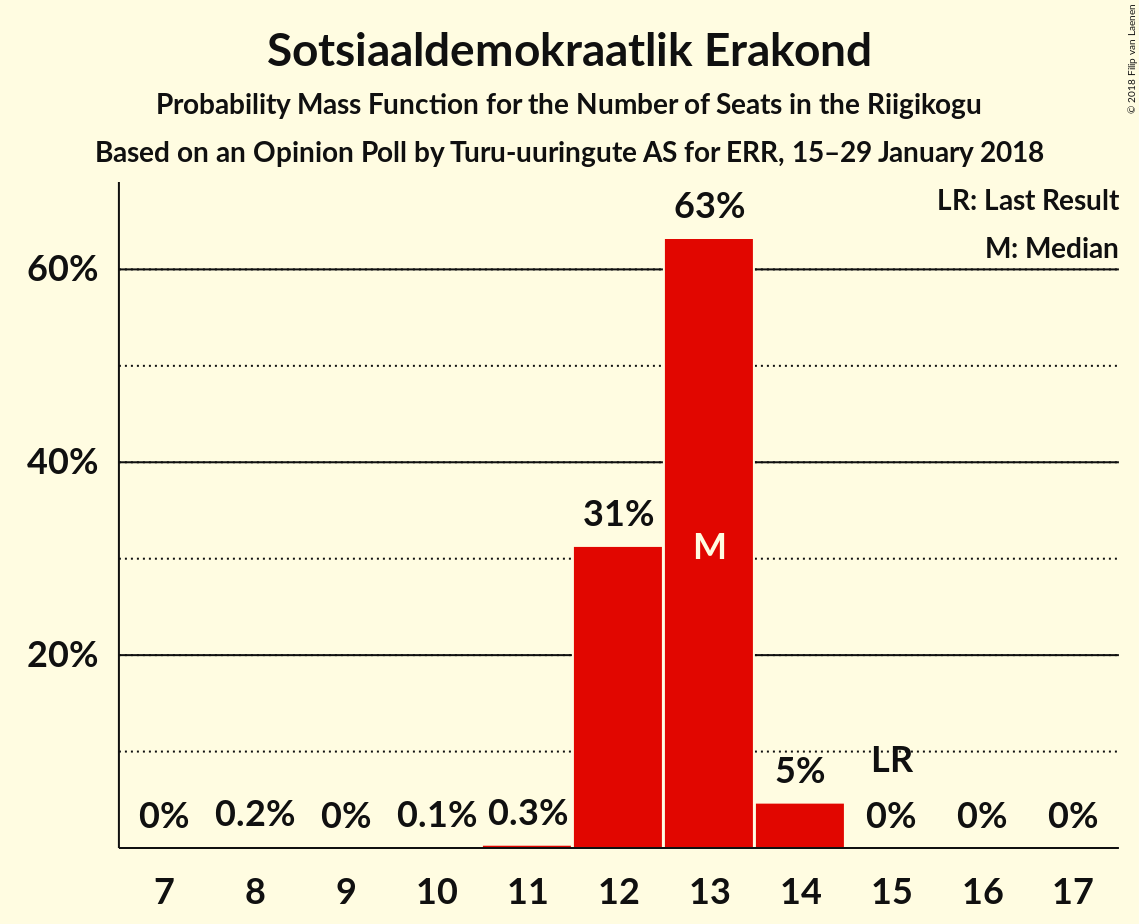 Sotsiaaldemokraatlik Erakond
Probability Mass Function for the Number of Seats in the Riigikogu
Based on an Opinion Poll by Turu-uuringute AS for ERR, 15–29 January 2018
© 2018 Filip van Laenen
LR: Last Result
M: Median
60%
40%
20%
0%
0.2%
0%
0.1%
0.3%
31%
63%
M
5%
LR
0%
0%
0%
7 8 9 10 11 12 13 14 15 16 17